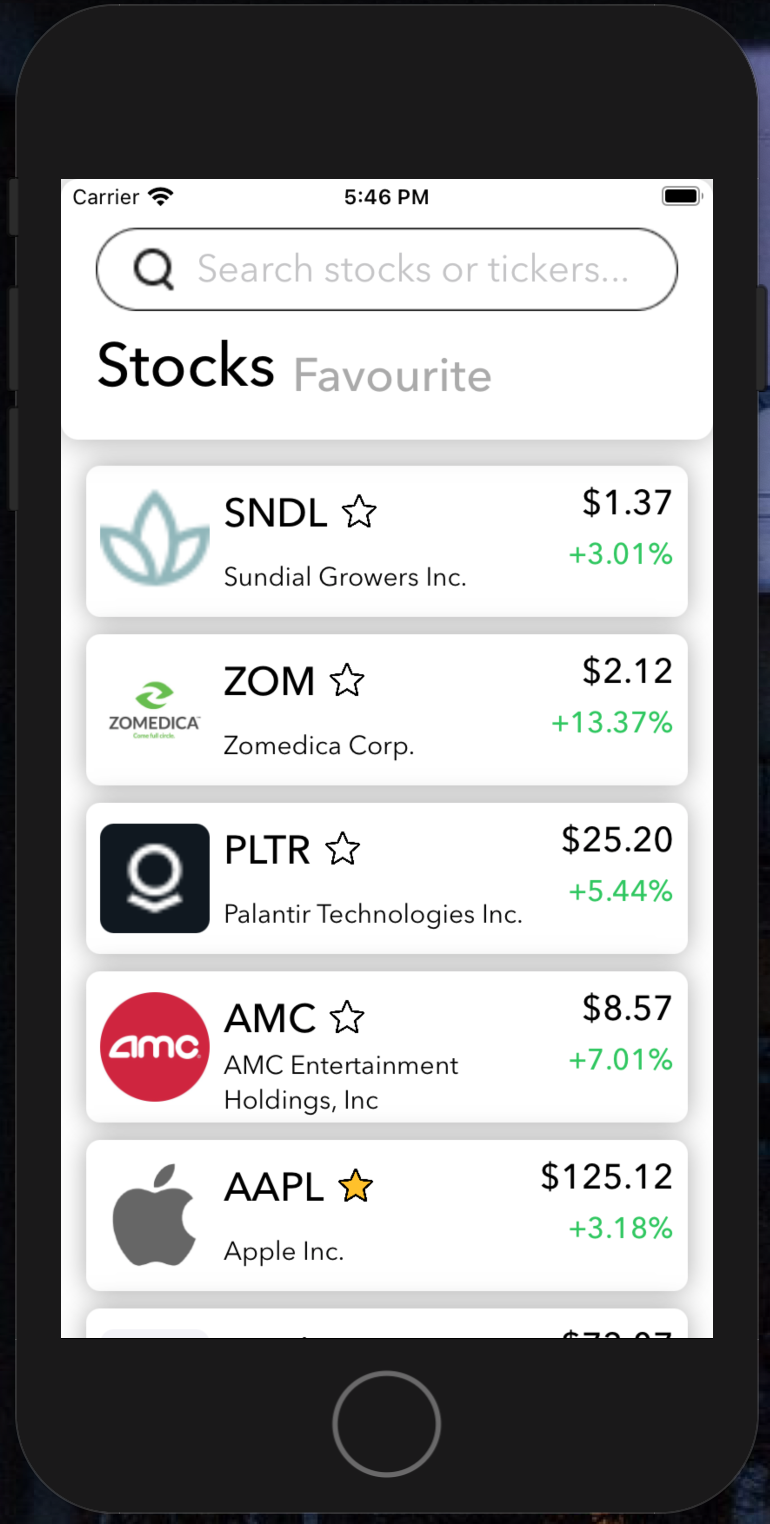 Carrier 5:46 PM
Search stocks or tickers...
Stocks Favourite
SNDL $1.37
+3.01%
Sundial Growers Inc.
ZOM $2.12
ZOMEDICA
Come full circle.
+13.37%
Zomedica Corp.
PLTR $25.20
+5.44%
Palantir Technologies Inc.
AMC $8.57
amc
+7.01%
AMC Entertainment
Holdings, Inc
AAPL $125.12
+3.18%
Apple Inc.